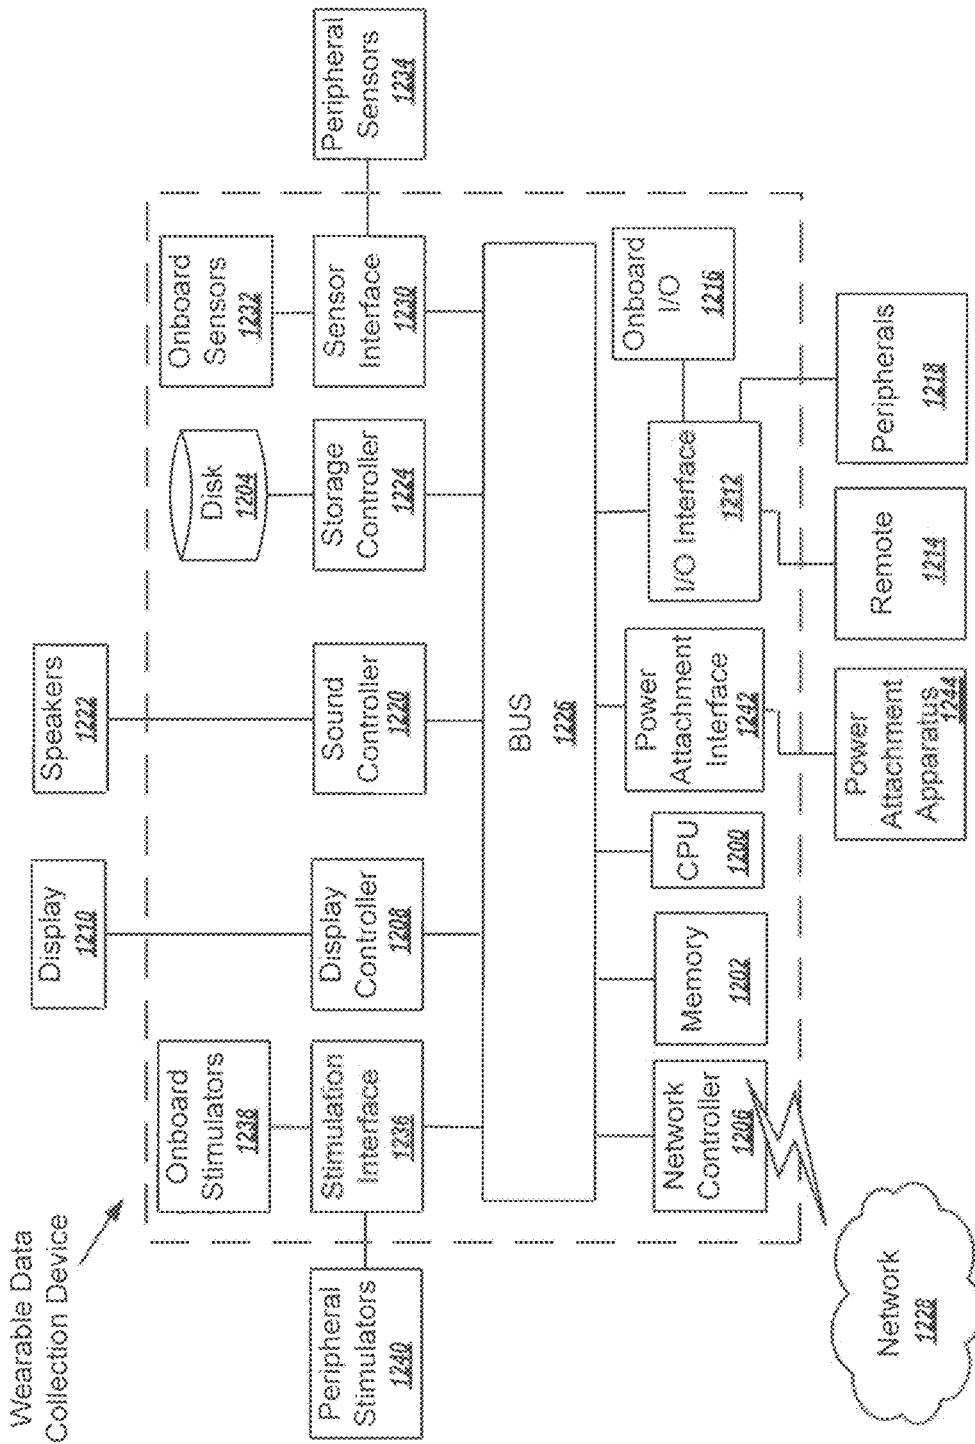 Wearable Data
Collection Device
Display
1210
Speakers
1222
Onboard
Stimulators
1238
Disk
1204
Onboard
Sensors
1232
Peripheral
Stimulators
1240
Stimulation
Interface
1236
Display
Controller
1208
Sound
Controller
1220
Storage
Controller
1224
Sensor
Interface
1230
Peripheral
Sensors
1234
BUS
1226
Network
Controller
1206
Memory
1202
CPU
1200
Power
Attachment
Interface
1242
I/O Interface
1212
Onboard
I/O
1216
Network
1228
Power
Attachment
Apparatus
1244
Remote
1214
Peripherals
1218